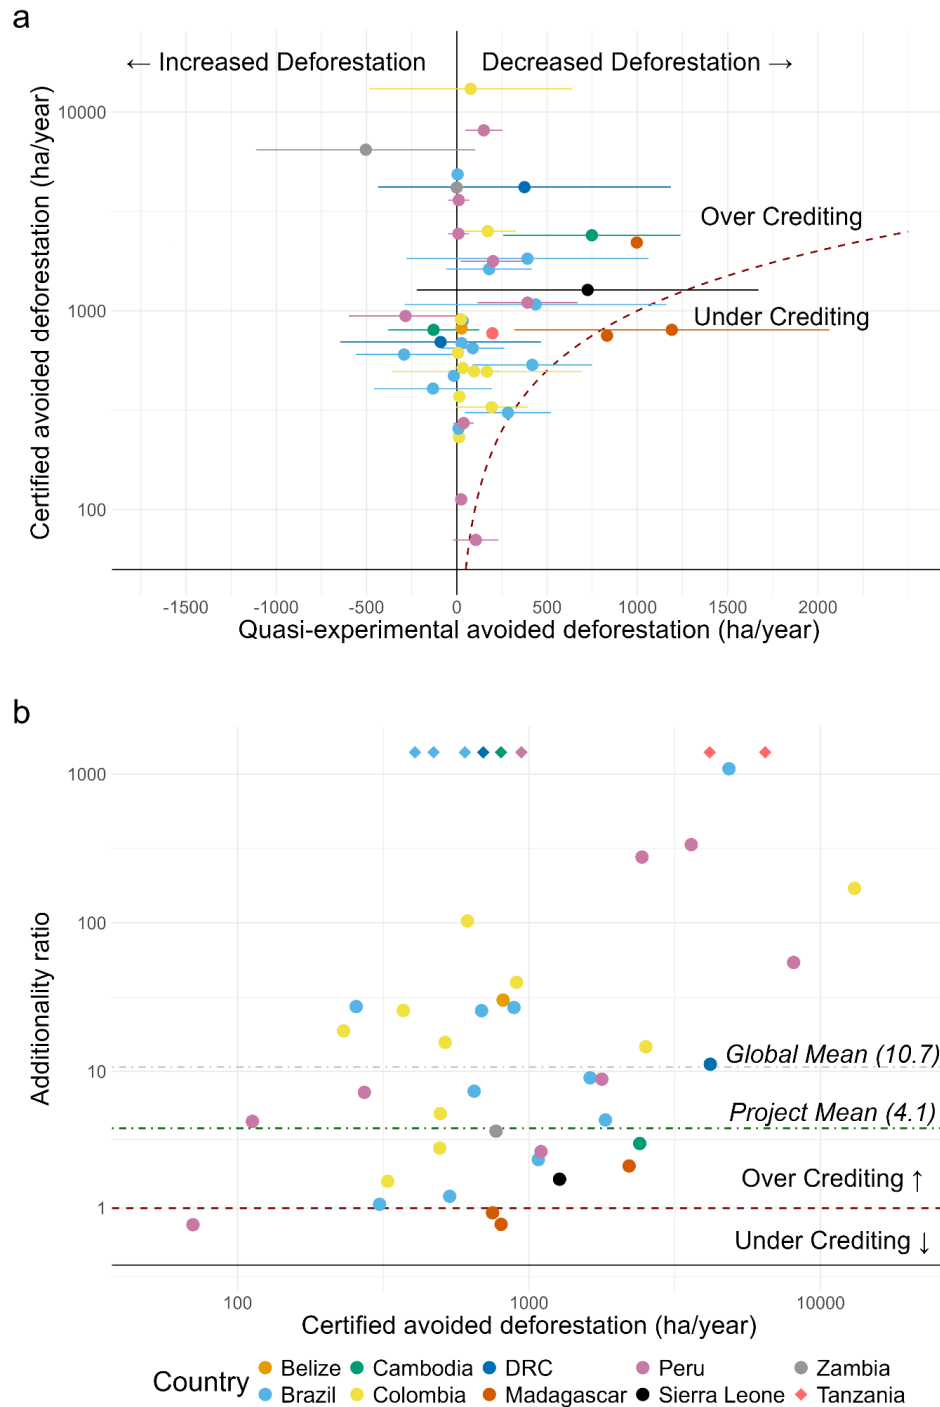 a
← Increased Deforestation
Decreased Deforestation →
Certified avoided deforestation (ha/year)
10000
1000
100
Over Crediting
Under Crediting
-1500 -1000 -500 0 500 1000 1500 2000
Quasi-experimental avoided deforestation (ha/year)
b
Additionality ratio
1000
100
10
1
Global Mean (10.7)
Project Mean (4.1)
Over Crediting ↑
Under Crediting ↓
100 1000 10000
Certified avoided deforestation (ha/year)
Country
Belize Cambodia DRC Peru Zambia
Brazil Colombia Madagascar Sierra Leone Tanzania